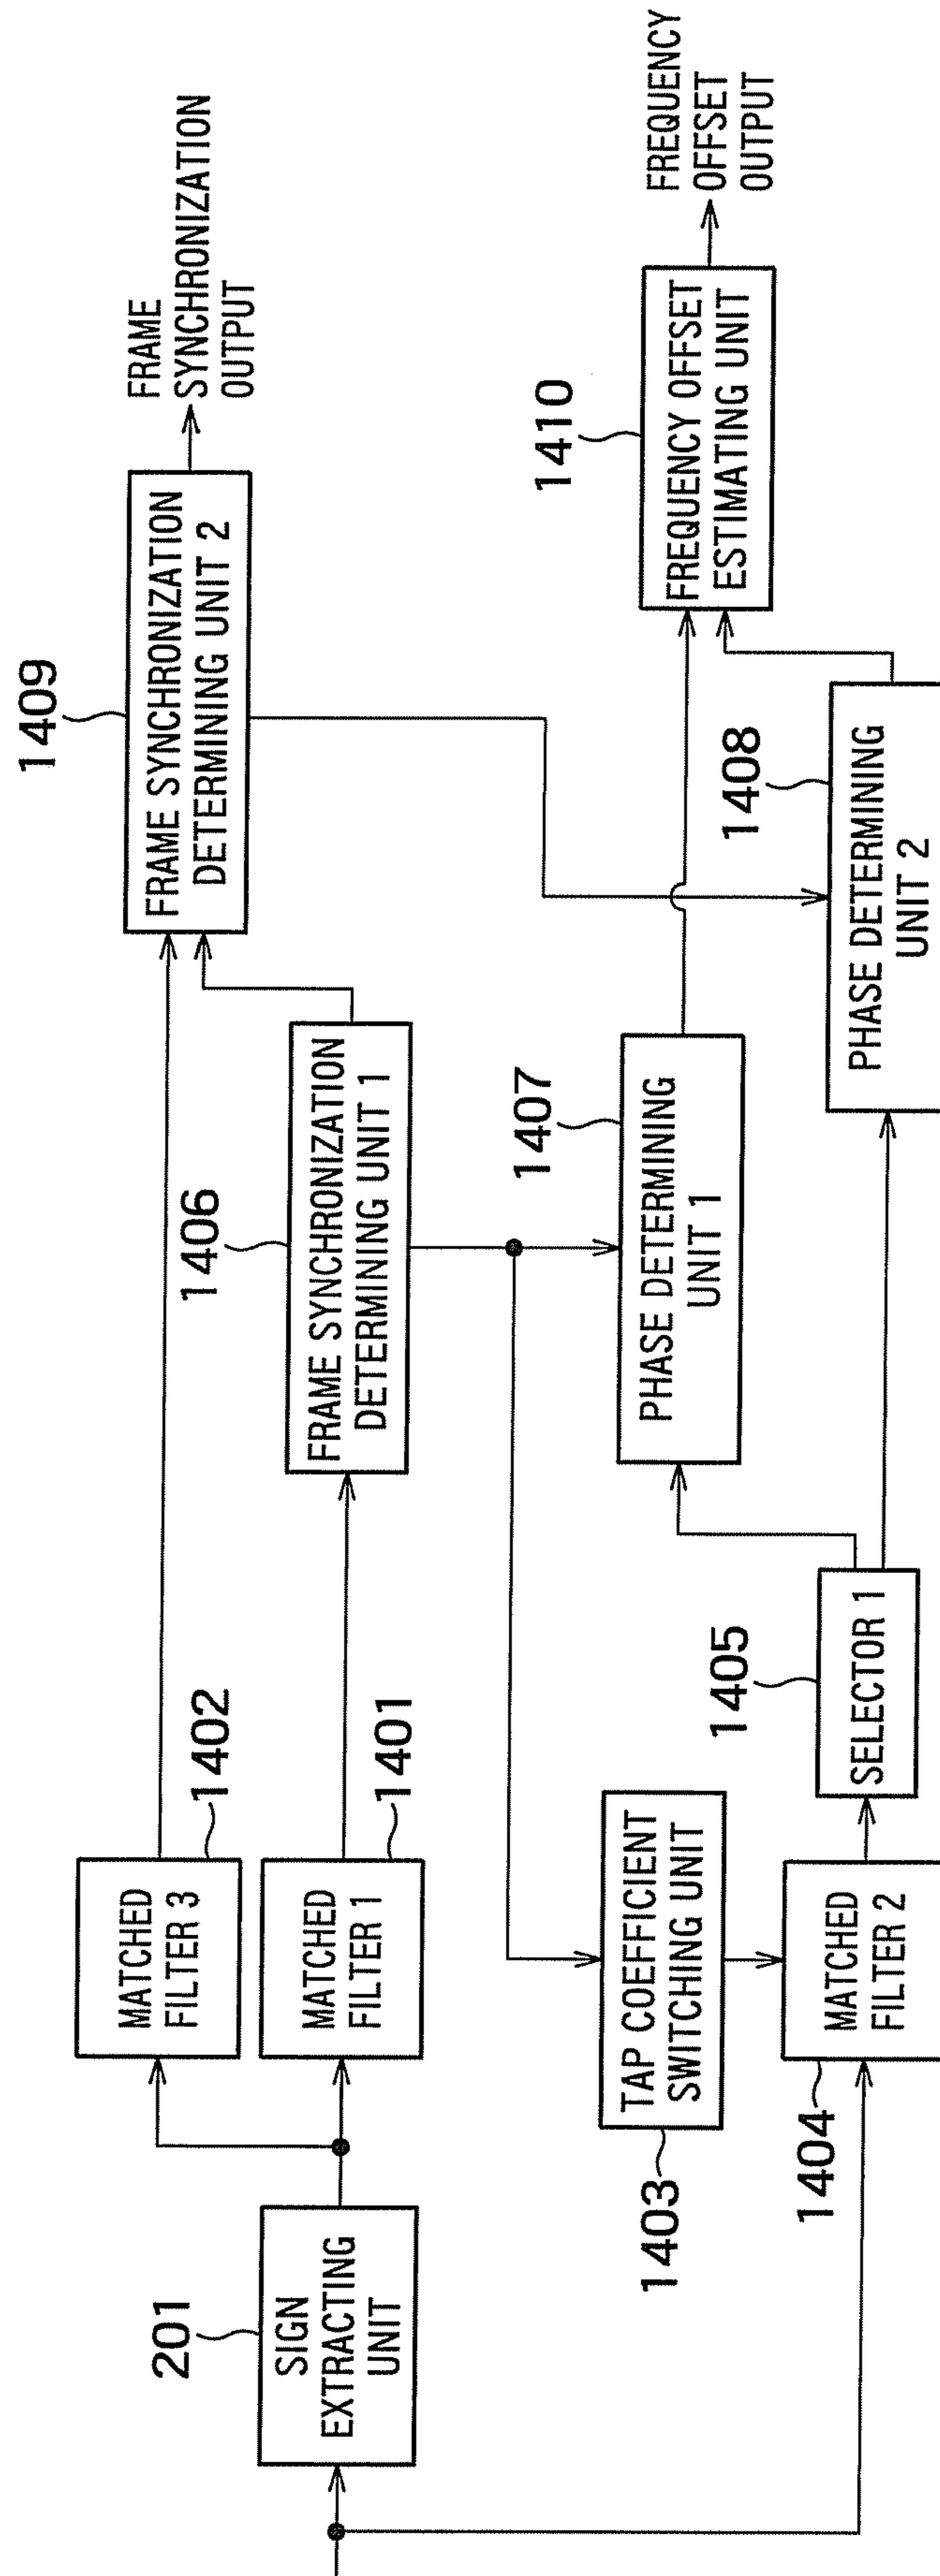 201
SIGN
EXTRACTING
UNIT
MATCHED
FILTER 3
1402
MATCHED
FILTER 1
1401
1403
TAP COEFFICIENT
SWITCHING UNIT
1404
MATCHED
FILTER 2
1405
SELECTOR 1
1406
FRAME SYNCHRONIZATION
DETERMINING UNIT 1
1407
PHASE DETERMINING
UNIT 1
1408
PHASE DETERMINING
UNIT 2
1409
FRAME SYNCHRONIZATION
DETERMINING UNIT 2
FRAME
SYNCHRONIZATION
OUTPUT
1410
FREQUENCY OFFSET
ESTIMATING UNIT
FREQUENCY
OFFSET
OUTPUT